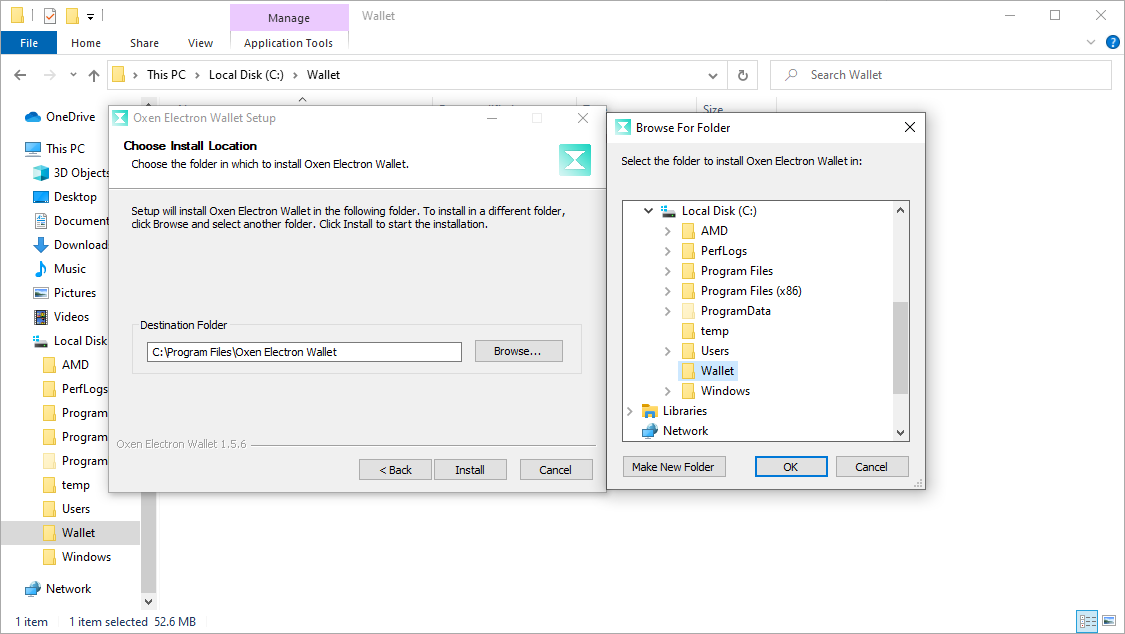 Manage
Wallet
File
Home
Share
View
Application Tools
This PC
Local Disk (C:)
Wallet
Search Wallet
Size
OneDrive
This PC
3D Objects
Desktop
Document
Download
Music
Pictures
Videos
Local Disk
AMD
PerfLogs
Program
Program
Program
temp
Users
Wallet
Windows
Network
1 item
1 item selected 52.6 MB
Oxen Electron Wallet Setup
Choose Install Location
Choose the folder in which to install Oxen Electron Wallet.
Setup will install Oxen Electron Wallet in the following folder. To install in a different folder,
click Browse and select another folder. Click Install to start the installation.
Destination Folder
C:\Program Files\Oxen Electron Wallet
Browse...
Oxen Electron Wallet 1.5.6
< Back
Install
Cancel
Browse For Folder
Select the folder to install Oxen Electron Wallet in:
Local Disk (C:)
AMD
PerfLogs
Program Files
Program Files (x86)
ProgramData
temp
Users
Wallet
Windows
Libraries
Network
Make New Folder
OK
Cancel